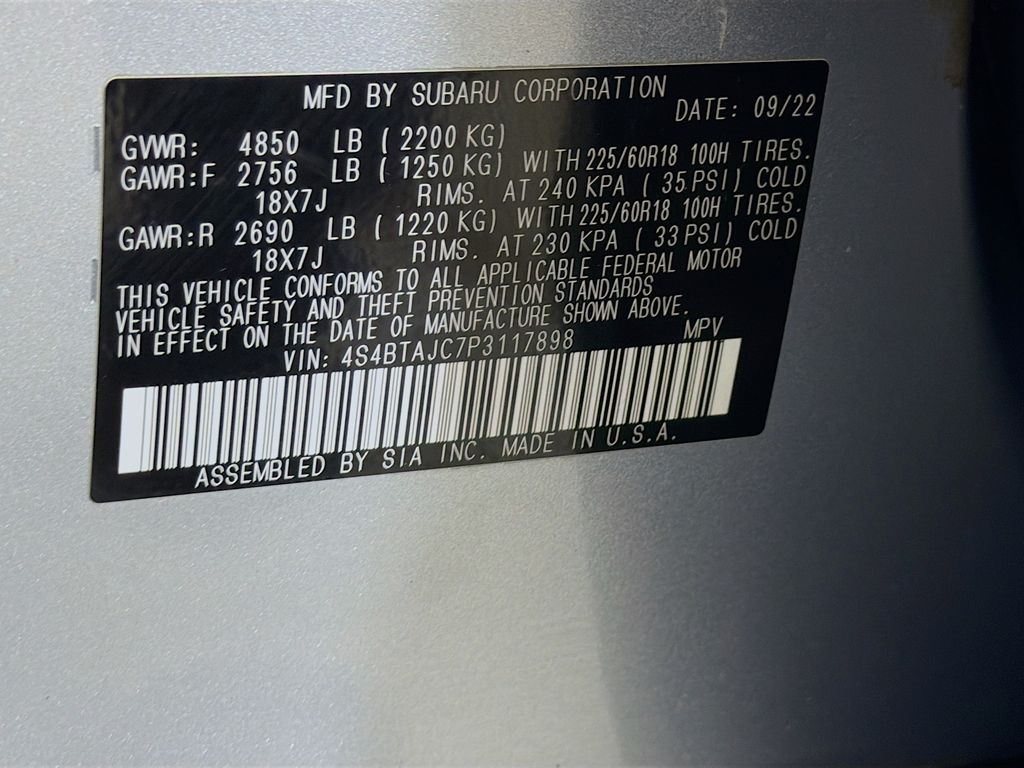 MFD BY SUBARU CORPORATION
DATE: 09/22
GVWR: 4850 LB ( 2200 KG)
GAWR:F 2756 LB ( 1250 KG) WITH 225/60R18 100H TIRES.
18X7J RIMS. AT 240 KPA ( 35 PSI) COLD
GAWR:R 2690 LB ( 1220 KG) WITH 225/60R18 100H TIRES.
18X7J RIMS. AT 230 KPA ( 33 PSI) COLD
THIS VEHICLE CONFORMS TO ALL APPLICABLE FEDERAL MOTOR
VEHICLE SAFETY AND THEFT PREVENTION STANDARDS
IN EFFECT ON THE DATE OF MANUFACTURE SHOWN ABOVE.
VIN: 4S4BTAJC7P3117898 MPV
ASSEMBLED BY SIA INC. MADE IN U.S.A.